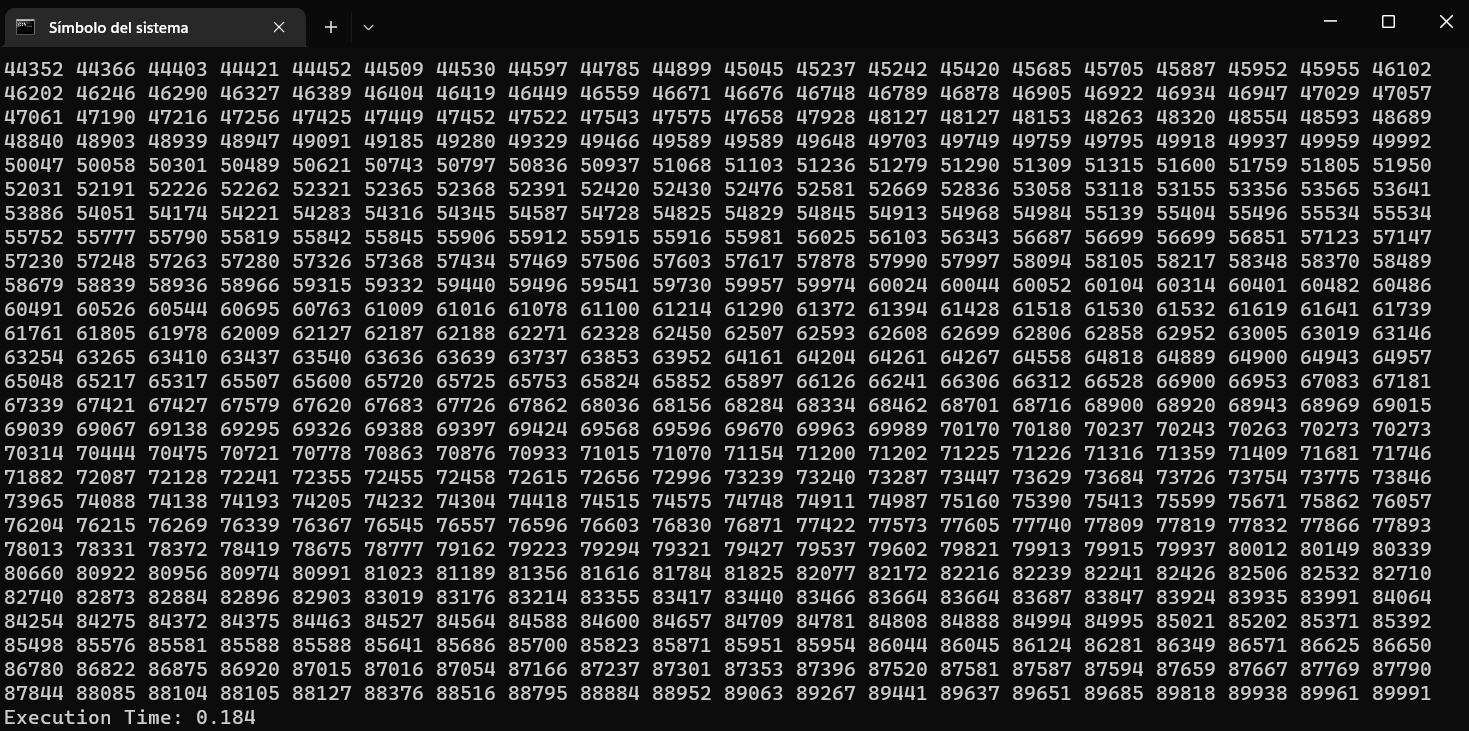 Símbolo del sistema
44352 44366 44403 44421 44452 44509 44530 44597 44785 44899 45045 45237 45242 45420 45685 45705 45887 45952 45955 46102
46202 46246 46290 46327 46389 46404 46419 46449 46559 46671 46676 46748 46789 46878 46905 46922 46934 46947 47029 47057
47061 47190 47216 47256 47425 47449 47452 47522 47543 47575 47658 47928 48127 48127 48153 48263 48320 48554 48593 48689
48840 48903 48939 48947 49091 49185 49280 49329 49466 49589 49589 49648 49703 49749 49759 49795 49918 49937 49959 49992
50047 50058 50301 50489 50621 50743 50797 50836 50937 51068 51103 51236 51279 51290 51309 51315 51600 51759 51805 51950
52031 52191 52226 52262 52321 52365 52368 52391 52420 52430 52476 52581 52669 52836 53058 53118 53155 53356 53565 53641
53886 54051 54174 54221 54283 54316 54345 54587 54728 54825 54829 54845 54913 54968 54984 55139 55404 55496 55534 55534
55752 55777 55790 55819 55842 55845 55906 55912 55915 55916 55981 56025 56103 56343 56687 56699 56699 56851 57123 57147
57230 57248 57263 57280 57326 57368 57434 57469 57506 57603 57617 57878 57990 57997 58094 58105 58217 58348 58370 58489
58679 58839 58936 58966 59315 59332 59440 59496 59541 59730 59957 59974 60024 60044 60052 60104 60314 60401 60482 60486
60491 60526 60544 60695 60763 61009 61016 61078 61100 61214 61290 61372 61394 61428 61518 61530 61532 61619 61641 61739
61761 61805 61978 62009 62127 62187 62188 62271 62328 62450 62507 62593 62608 62699 62806 62858 62952 63005 63019 63146
63254 63265 63410 63437 63540 63636 63639 63737 63853 63952 64161 64204 64261 64267 64558 64818 64889 64900 64943 64957
65048 65217 65317 65507 65600 65720 65725 65753 65824 65852 65897 66126 66241 66306 66312 66528 66900 66953 67083 67181
67339 67421 67427 67579 67620 67683 67726 67862 68036 68156 68284 68334 68462 68701 68716 68900 68920 68943 68969 69015
69039 69067 69138 69295 69326 69388 69397 69424 69568 69596 69670 69963 69989 70170 70180 70237 70243 70263 70273 70273
70314 70444 70475 70721 70778 70863 70876 70933 71015 71070 71154 71200 71202 71225 71226 71316 71359 71409 71681 71746
71882 72087 72128 72241 72355 72455 72458 72615 72656 72996 73239 73240 73287 73447 73629 73684 73726 73754 73775 73846
73965 74088 74138 74193 74205 74232 74304 74418 74515 74575 74748 74911 74987 75160 75390 75413 75599 75671 75862 76057
76204 76215 76269 76339 76367 76545 76557 76596 76603 76830 76871 77422 77573 77605 77740 77809 77819 77832 77866 77893
78013 78331 78372 78419 78675 78777 79162 79223 79294 79321 79427 79537 79602 79821 79913 79915 79937 80012 80149 80339
80660 80922 80956 80974 80991 81023 81189 81356 81616 81784 81825 82077 82172 82216 82239 82241 82426 82506 82532 82710
82740 82873 82884 82896 82903 83019 83176 83214 83355 83417 83440 83466 83664 83664 83687 83847 83924 83935 83991 84064
84254 84275 84372 84375 84463 84527 84564 84588 84600 84657 84709 84781 84808 84888 84994 84995 85021 85202 85371 85392
85498 85576 85581 85588 85588 85641 85686 85700 85823 85871 85951 85954 86044 86045 86124 86281 86349 86571 86625 86650
86780 86822 86875 86920 87015 87016 87054 87166 87237 87301 87353 87396 87520 87581 87587 87594 87659 87667 87769 87790
87844 88085 88104 88105 88127 88376 88516 88795 88884 88952 89063 89267 89441 89637 89651 89685 89818 89938 89961 89991
Execution Time: 0.184